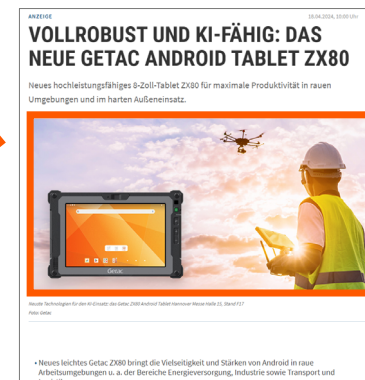 ANZEIGE
18.04.2024, 10:00 Uhr
VOLLROBUST UND KI-FÄHIG: DAS
NEUE GETAC ANDROID TABLET ZX80
Neues hochleistungsfähiges 8-Zoll-Tablet ZX80 für maximale Produktivität in rauen
Umgebungen und im harten Außeneinsatz.
Getac
Neuste Technologien für den KI-Einsatz: das Getac ZX80 Android Tablet Hannover Messe Halle 15, Stand F57
Foto: Getac
• Neues leichtes Getac ZX80 bringt die Vielseitigkeit und Stärken von Android in raue
Arbeitsumgebungen u. a. der Bereiche Energieversorgung, Industrie sowie Transport und